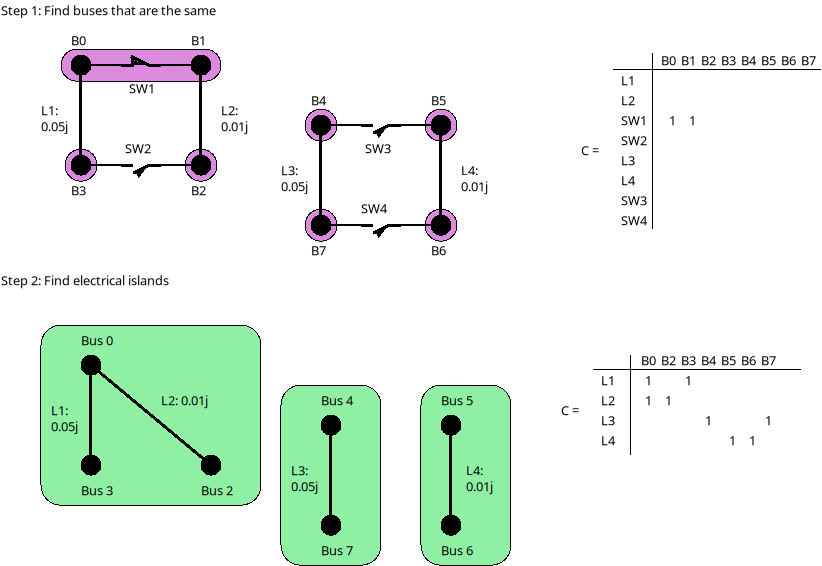 Step 1: Find buses that are the same
B0
B1
SW1
L1:
0.05j
L2:
0.01j
SW2
B3
B2
B4
B5
SW3
L3:
0.05j
L4:
0.01j
SW4
B7
B6
B0 B1 B2 B3 B4 B5 B6 B7
L1
L2
SW1 1 1
SW2
C =
L3
L4
SW3
SW4
Step 2: Find electrical islands
Bus 0
L1:
0.05j
L2: 0.01j
Bus 3
Bus 2
Bus 4
L3:
0.05j
Bus 7
Bus 5
L4:
0.01j
Bus 6
B0 B2 B3 B4 B5 B6 B7
L1 1 1
L2 1 1
C =
L3 1 1
L4 1 1